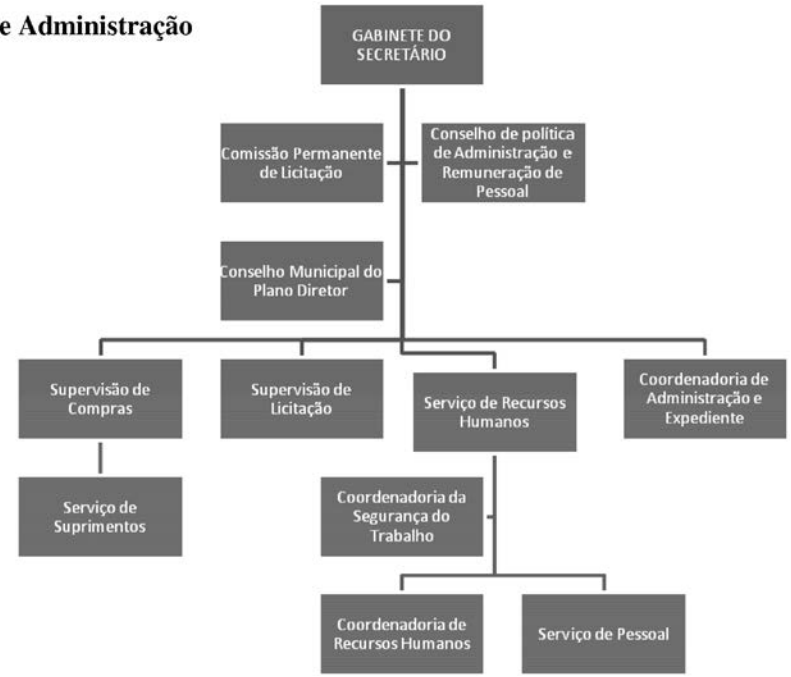 e Administração
GABINETE DO
SECRETÁRIO
Comissão Permanente
de Licitação
Conselho de política
de Administração e
Remuneração de
Pessoal
Conselho Municipal do
Plano Diretor
Supervisão de
Compras
Supervisão de
Licitação
Serviço de Recursos
Humanos
Coordenadoria de
Administração e
Expediente
Serviço de
Suprimentos
Coordenadoria da
Segurança do
Trabalho
Coordenadoria de
Recursos Humanos
Serviço de Pessoal